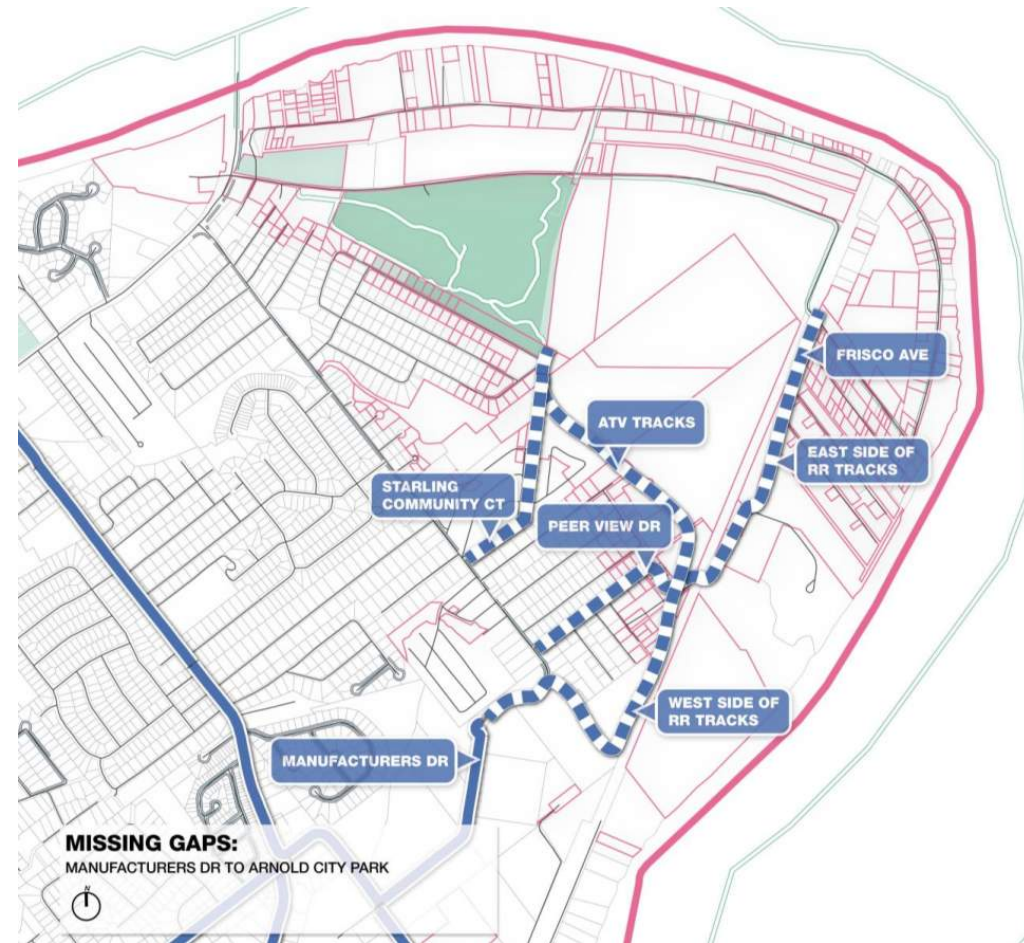 FRISCO AVE
ATV TRACKS
EAST SIDE OF
RR TRACKS
STARLING
COMMUNITY CT
PEER VIEW DR
WEST SIDE OF
RR TRACKS
MANUFACTURERS DR
MISSING GAPS:
MANUFACTURERS DR TO ARNOLD CITY PARK
N